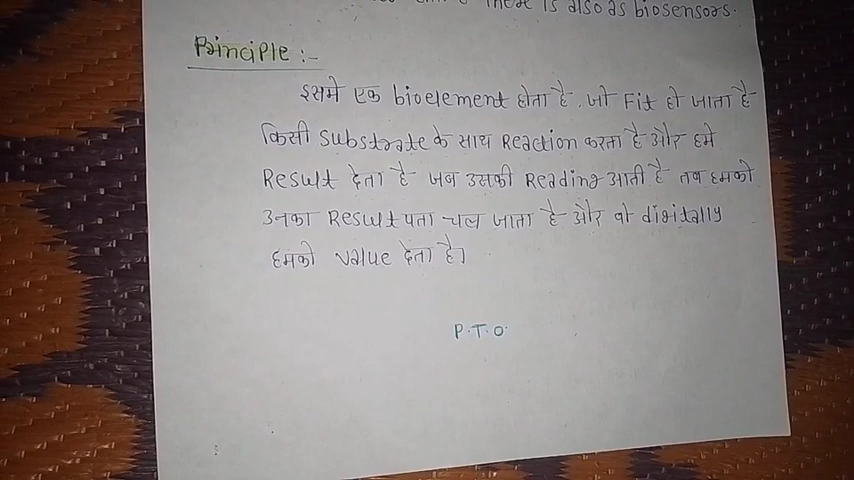 There is also as biosensors.
Principle :-
इसमे एक bioelement होता है. जो Fit हो जाता है
किसी substrate के साथ Reaction करता है और हमे
Result देता है जब उसकी Reading आती है तब हमको
उनका Result पता चल जाता है और वो digitally
हमको value देता है।
P.T.O.